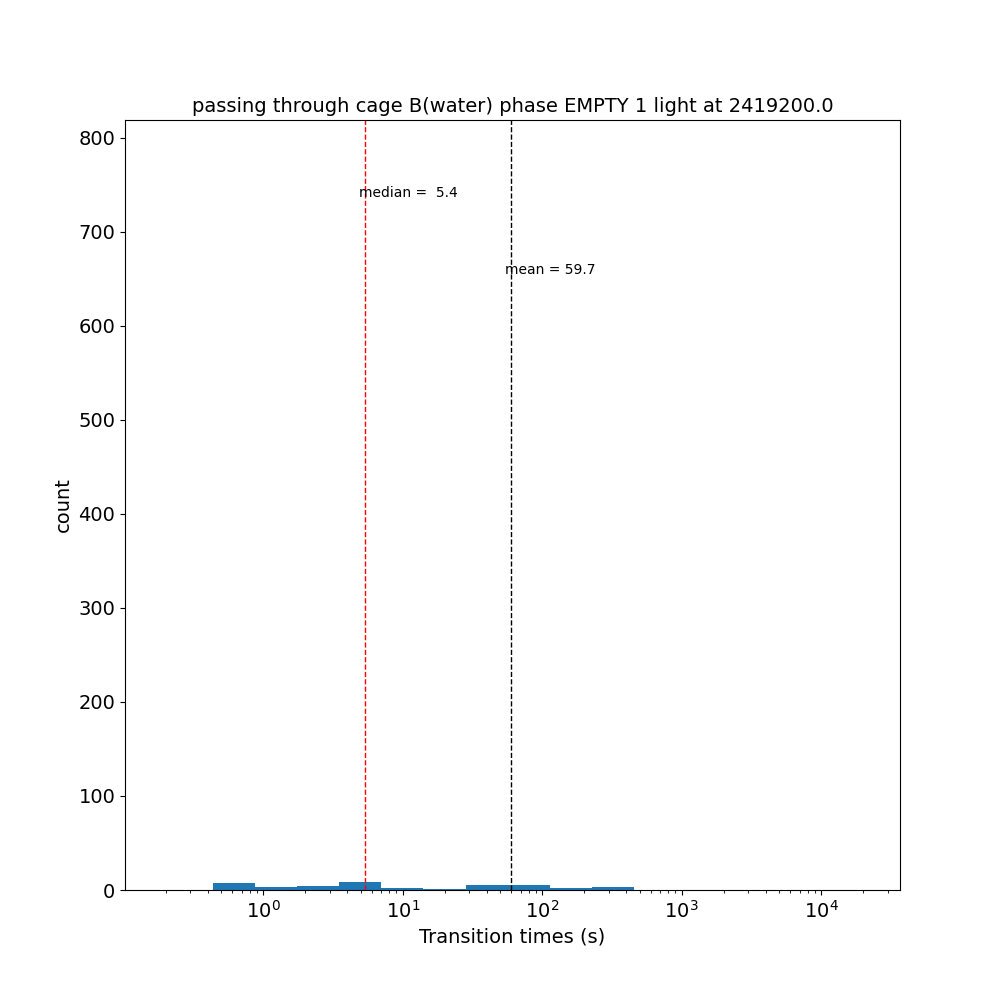 passing through cage B(water) phase EMPTY 1 light at 2419200.0
800
700
600
500
400
300
200
100
0
count
median =  5.4
mean = 59.7
10⁰
10¹
10²
10³
10⁴
Transition times (s)